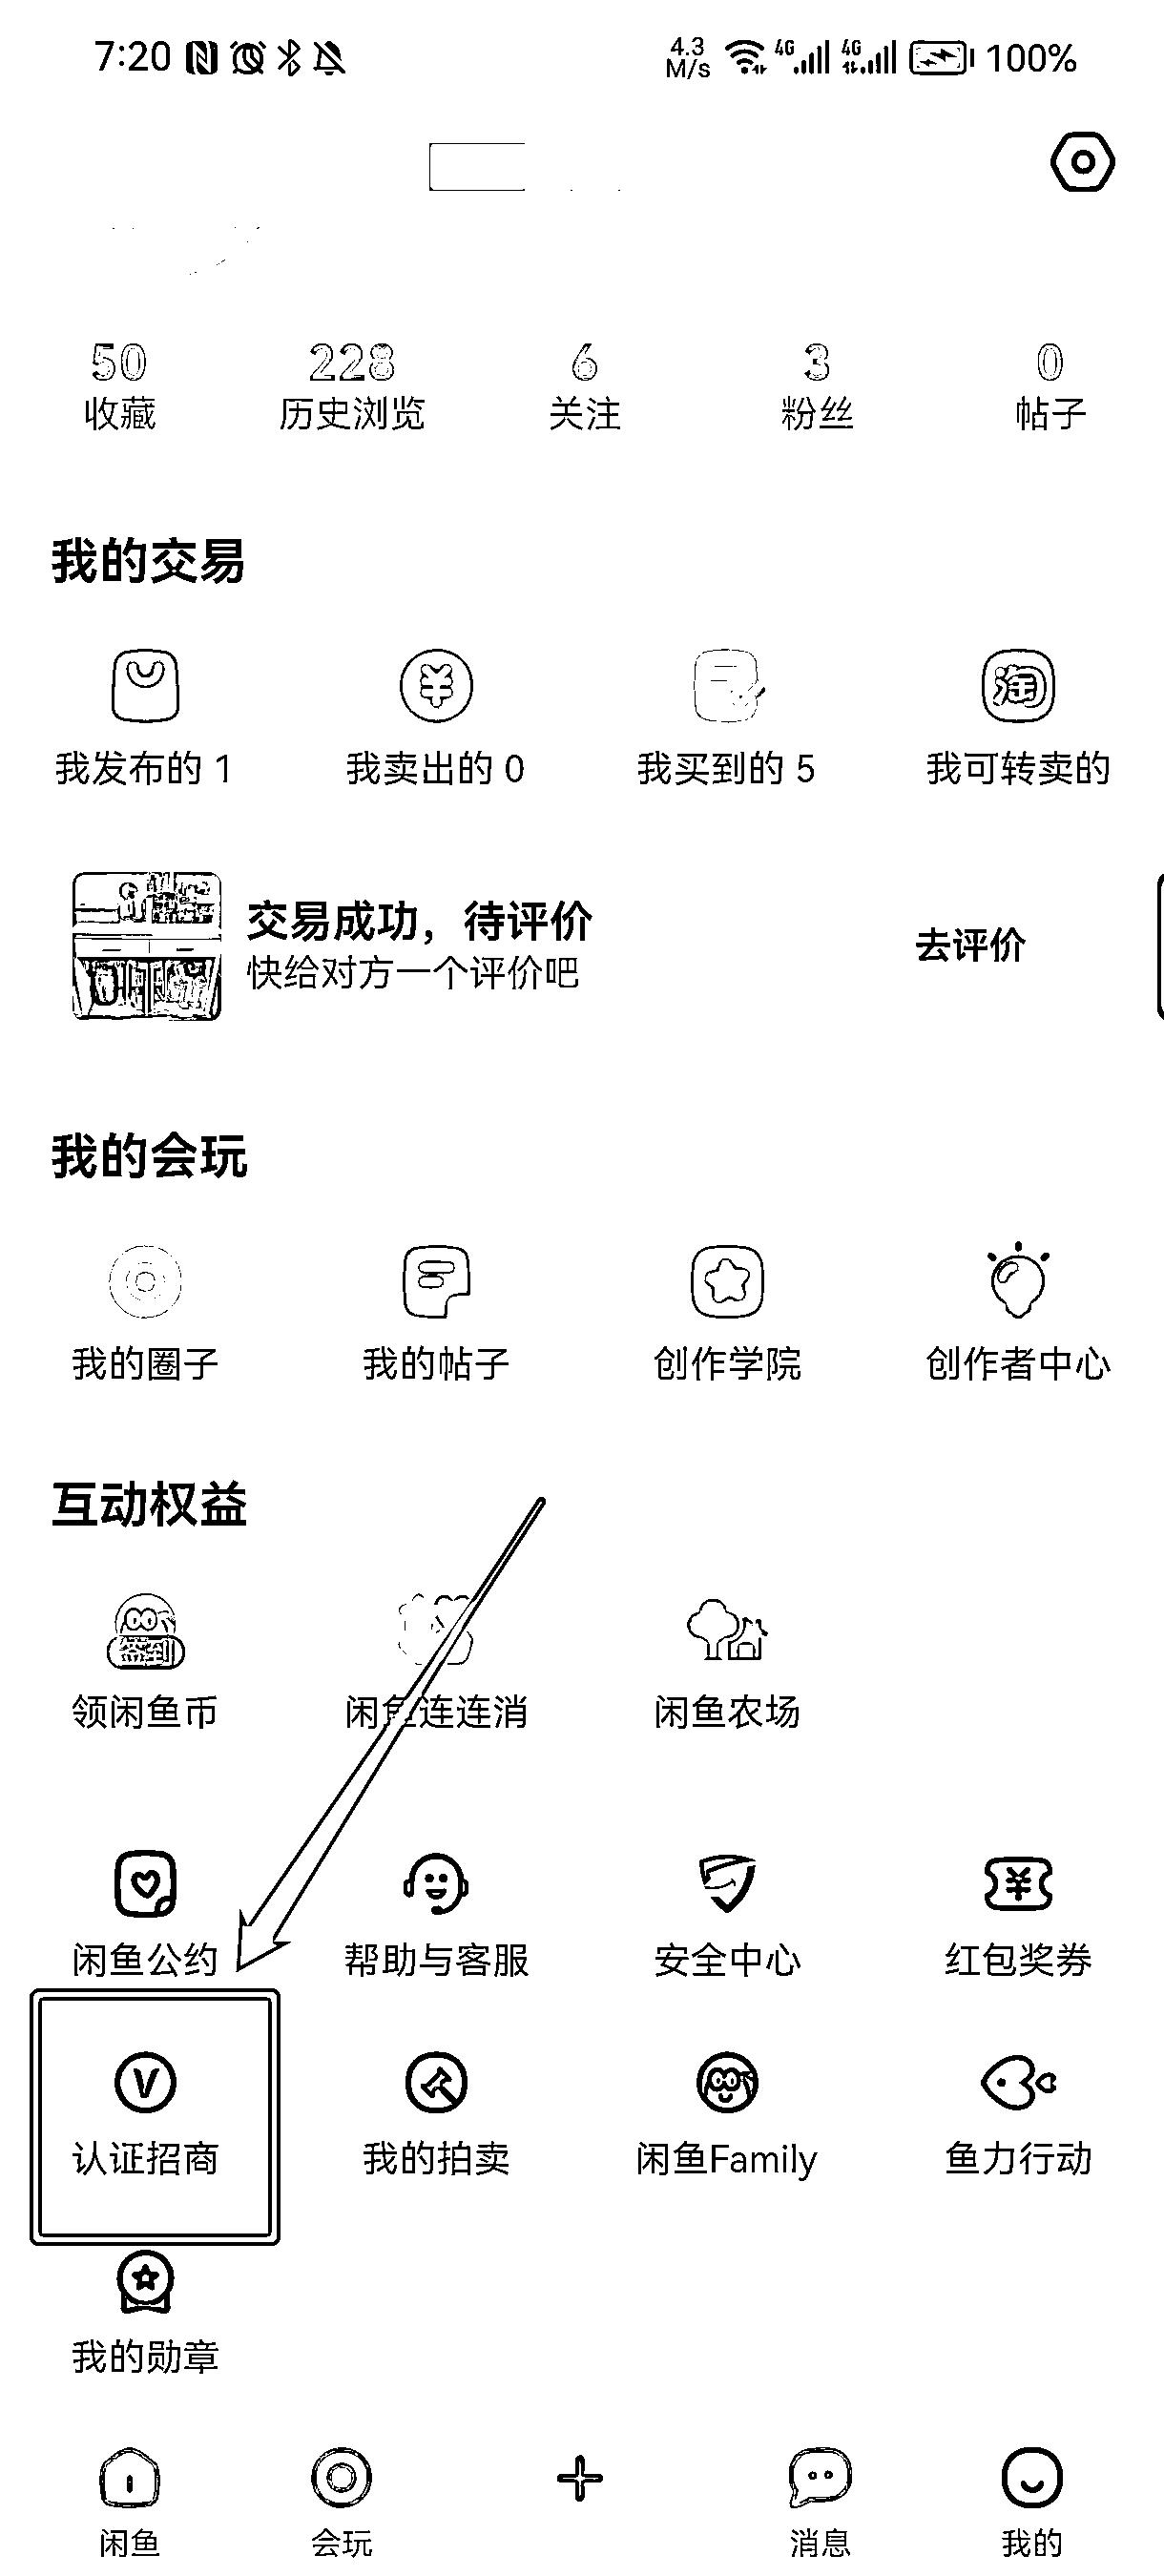 7:20 4.3 M/s 4G 4G 100%
50 228 6 3 0
收藏 历史浏览 关注 粉丝 帖子
我的交易
淘
我发布的 1 我卖出的 0 我买到的 5 我可转卖的
交易成功，待评价
快给对方一个评价吧
去评价
我的会玩
我的圈子 我的帖子 创作学院 创作者中心
互动权益
签到
领闲鱼币 闲鱼连连消 闲鱼农场
闲鱼公约 帮助与客服 安全中心 红包奖券
认证招商 我的拍卖 闲鱼Family 鱼力行动
我的勋章
闲鱼 会玩 消息 我的